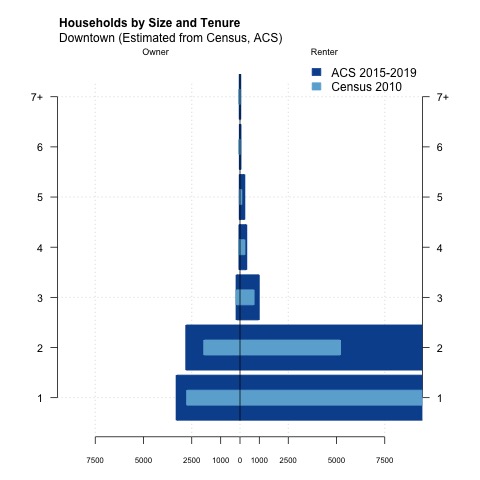 Households by Size and Tenure
Downtown (Estimated from Census, ACS)
Owner Renter
ACS 2015-2019
Census 2010
7+ 7+
6 6
5 5
4 4
3 3
2 2
1 1
7500 5000 2500 1000 0 1000 2500 5000 7500